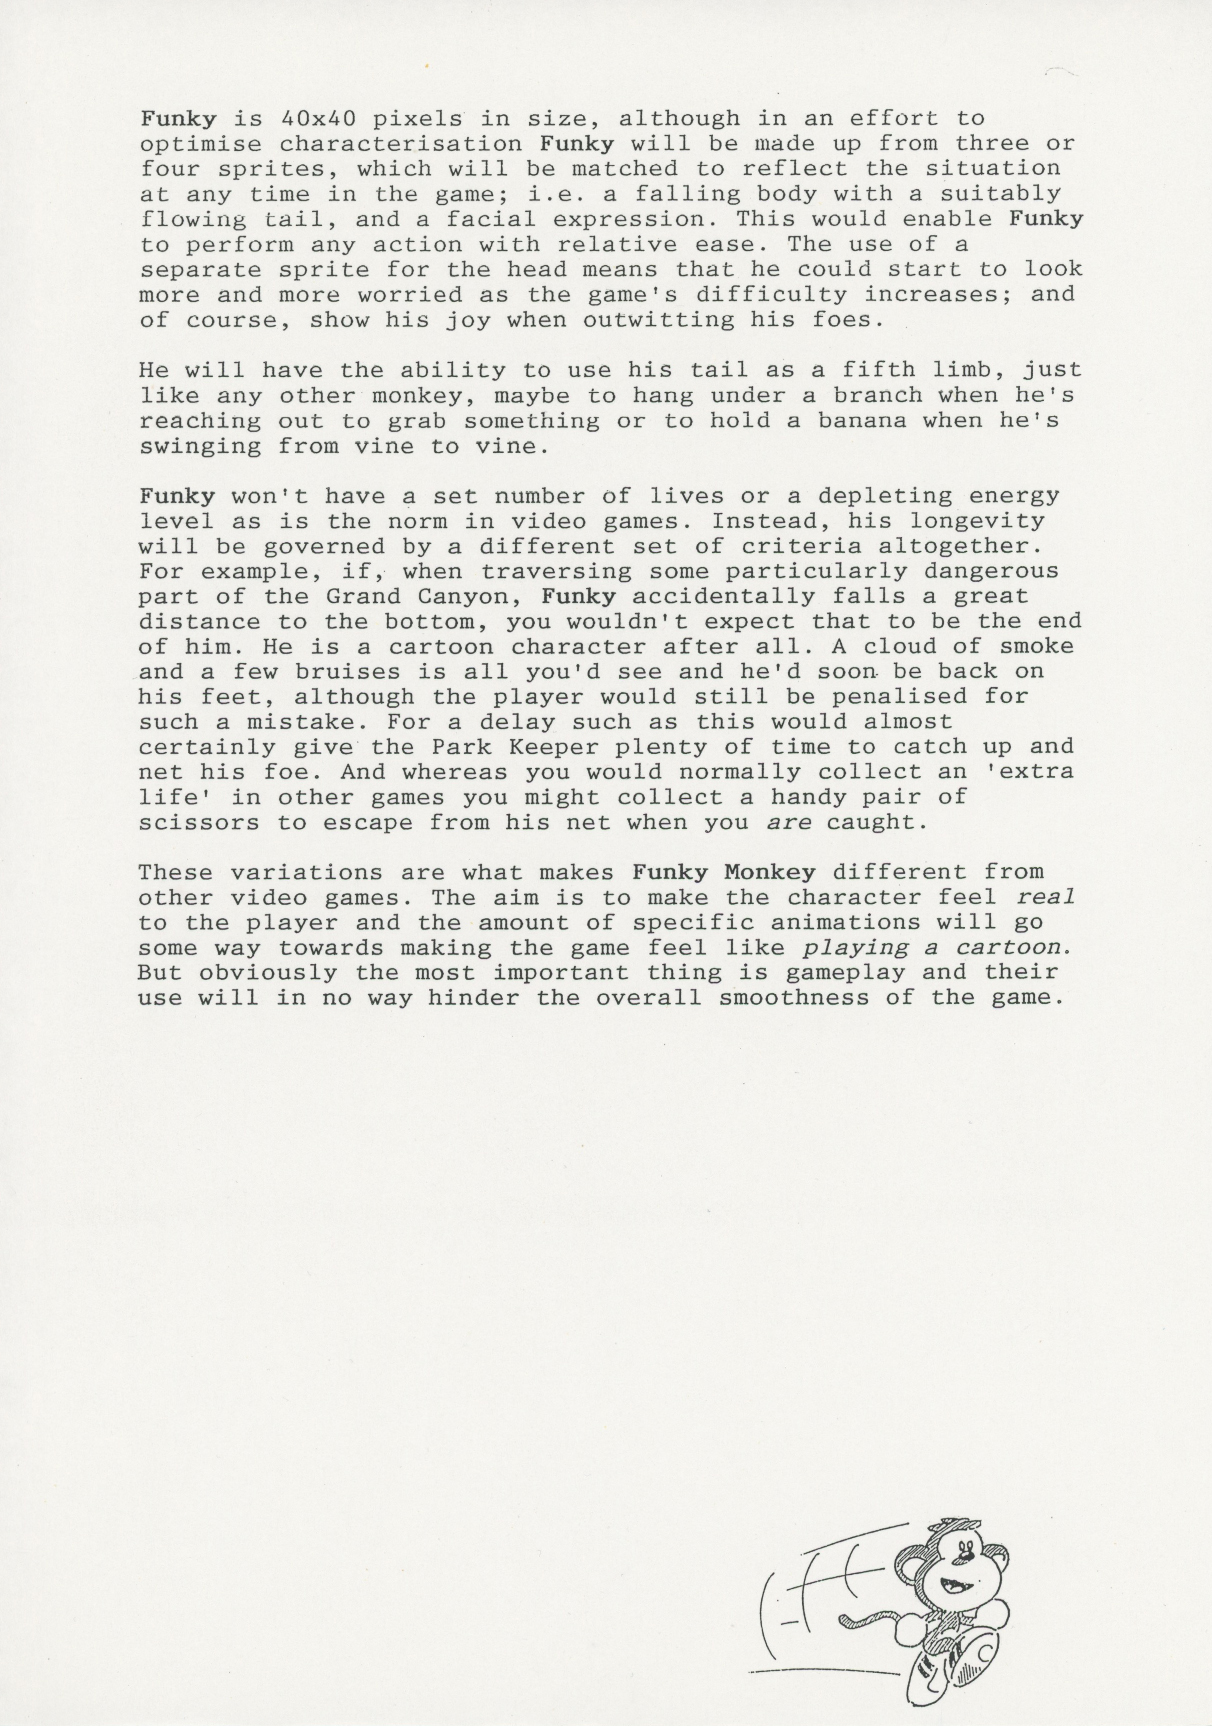 Funky is 40x40 pixels in size, although in an effort to
optimise characterisation Funky will be made up from three or
four sprites, which will be matched to reflect the situation
at any time in the game; i.e. a falling body with a suitably
flowing tail, and a facial expression. This would enable Funky
to perform any action with relative ease. The use of a
separate sprite for the head means that he could start to look
more and more worried as the game's difficulty increases; and
of course, show his joy when outwitting his foes.
He will have the ability to use his tail as a fifth limb, just
like any other monkey, maybe to hang under a branch when he's
reaching out to grab something or to hold a banana when he's
swinging from vine to vine.
Funky won't have a set number of lives or a depleting energy
level as is the norm in video games. Instead, his longevity
will be governed by a different set of criteria altogether.
For example, if, when traversing some particularly dangerous
part of the Grand Canyon, Funky accidentally falls a great
distance to the bottom, you wouldn't expect that to be the end
of him. He is a cartoon character after all. A cloud of smoke
and a few bruises is all you'd see and he'd soon be back on
his feet, although the player would still be penalised for
such a mistake. For a delay such as this would almost
certainly give the Park Keeper plenty of time to catch up and
net his foe. And whereas you would normally collect an 'extra
life' in other games you might collect a handy pair of
scissors to escape from his net when you are caught.
These variations are what makes Funky Monkey different from
other video games. The aim is to make the character feel real
to the player and the amount of specific animations will go
some way towards making the game feel like playing a cartoon.
But obviously the most important thing is gameplay and their
use will in no way hinder the overall smoothness of the game.